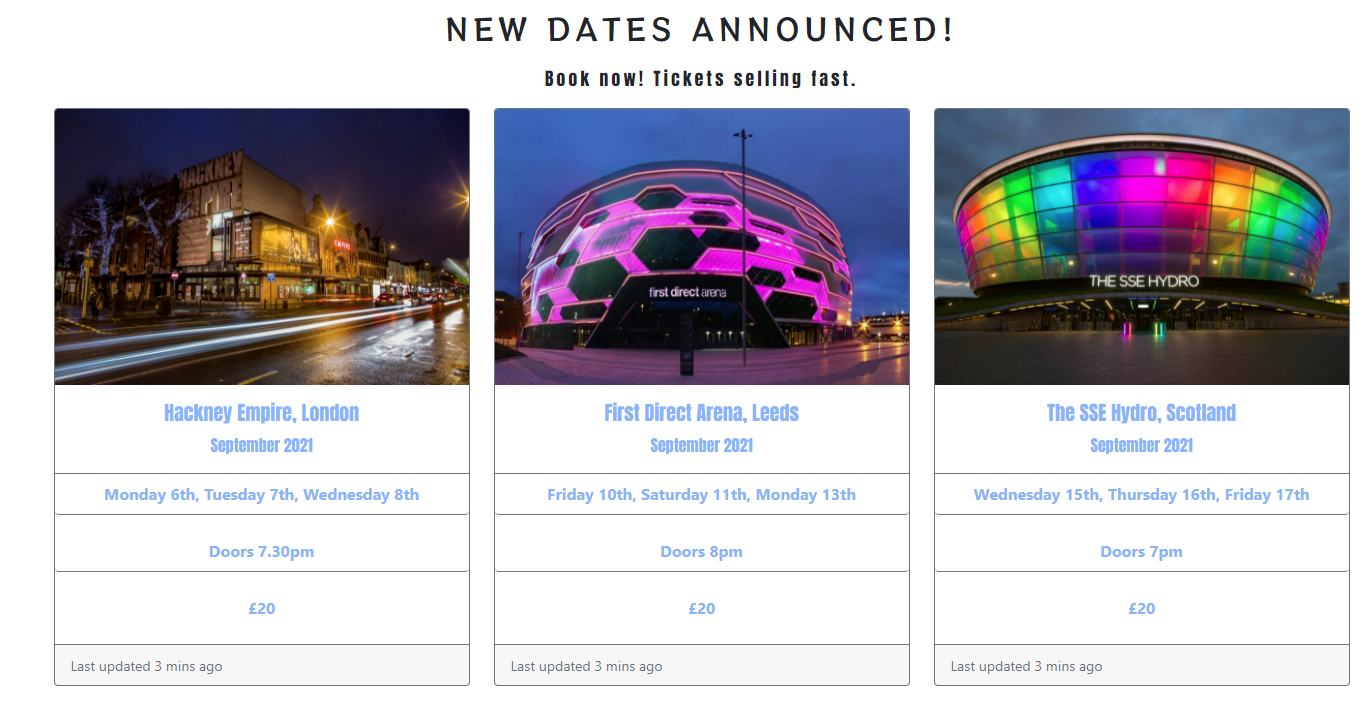 NEW DATES ANNOUNCED!
Book now! Tickets selling fast.
HACKNEY
EMPIRE
first direct arena
THE SSE HYDRO
Hackney Empire, London
September 2021
Monday 6th, Tuesday 7th, Wednesday 8th
Doors 7.30pm
£20
Last updated 3 mins ago
First Direct Arena, Leeds
September 2021
Friday 10th, Saturday 11th, Monday 13th
Doors 8pm
£20
Last updated 3 mins ago
The SSE Hydro, Scotland
September 2021
Wednesday 15th, Thursday 16th, Friday 17th
Doors 7pm
£20
Last updated 3 mins ago